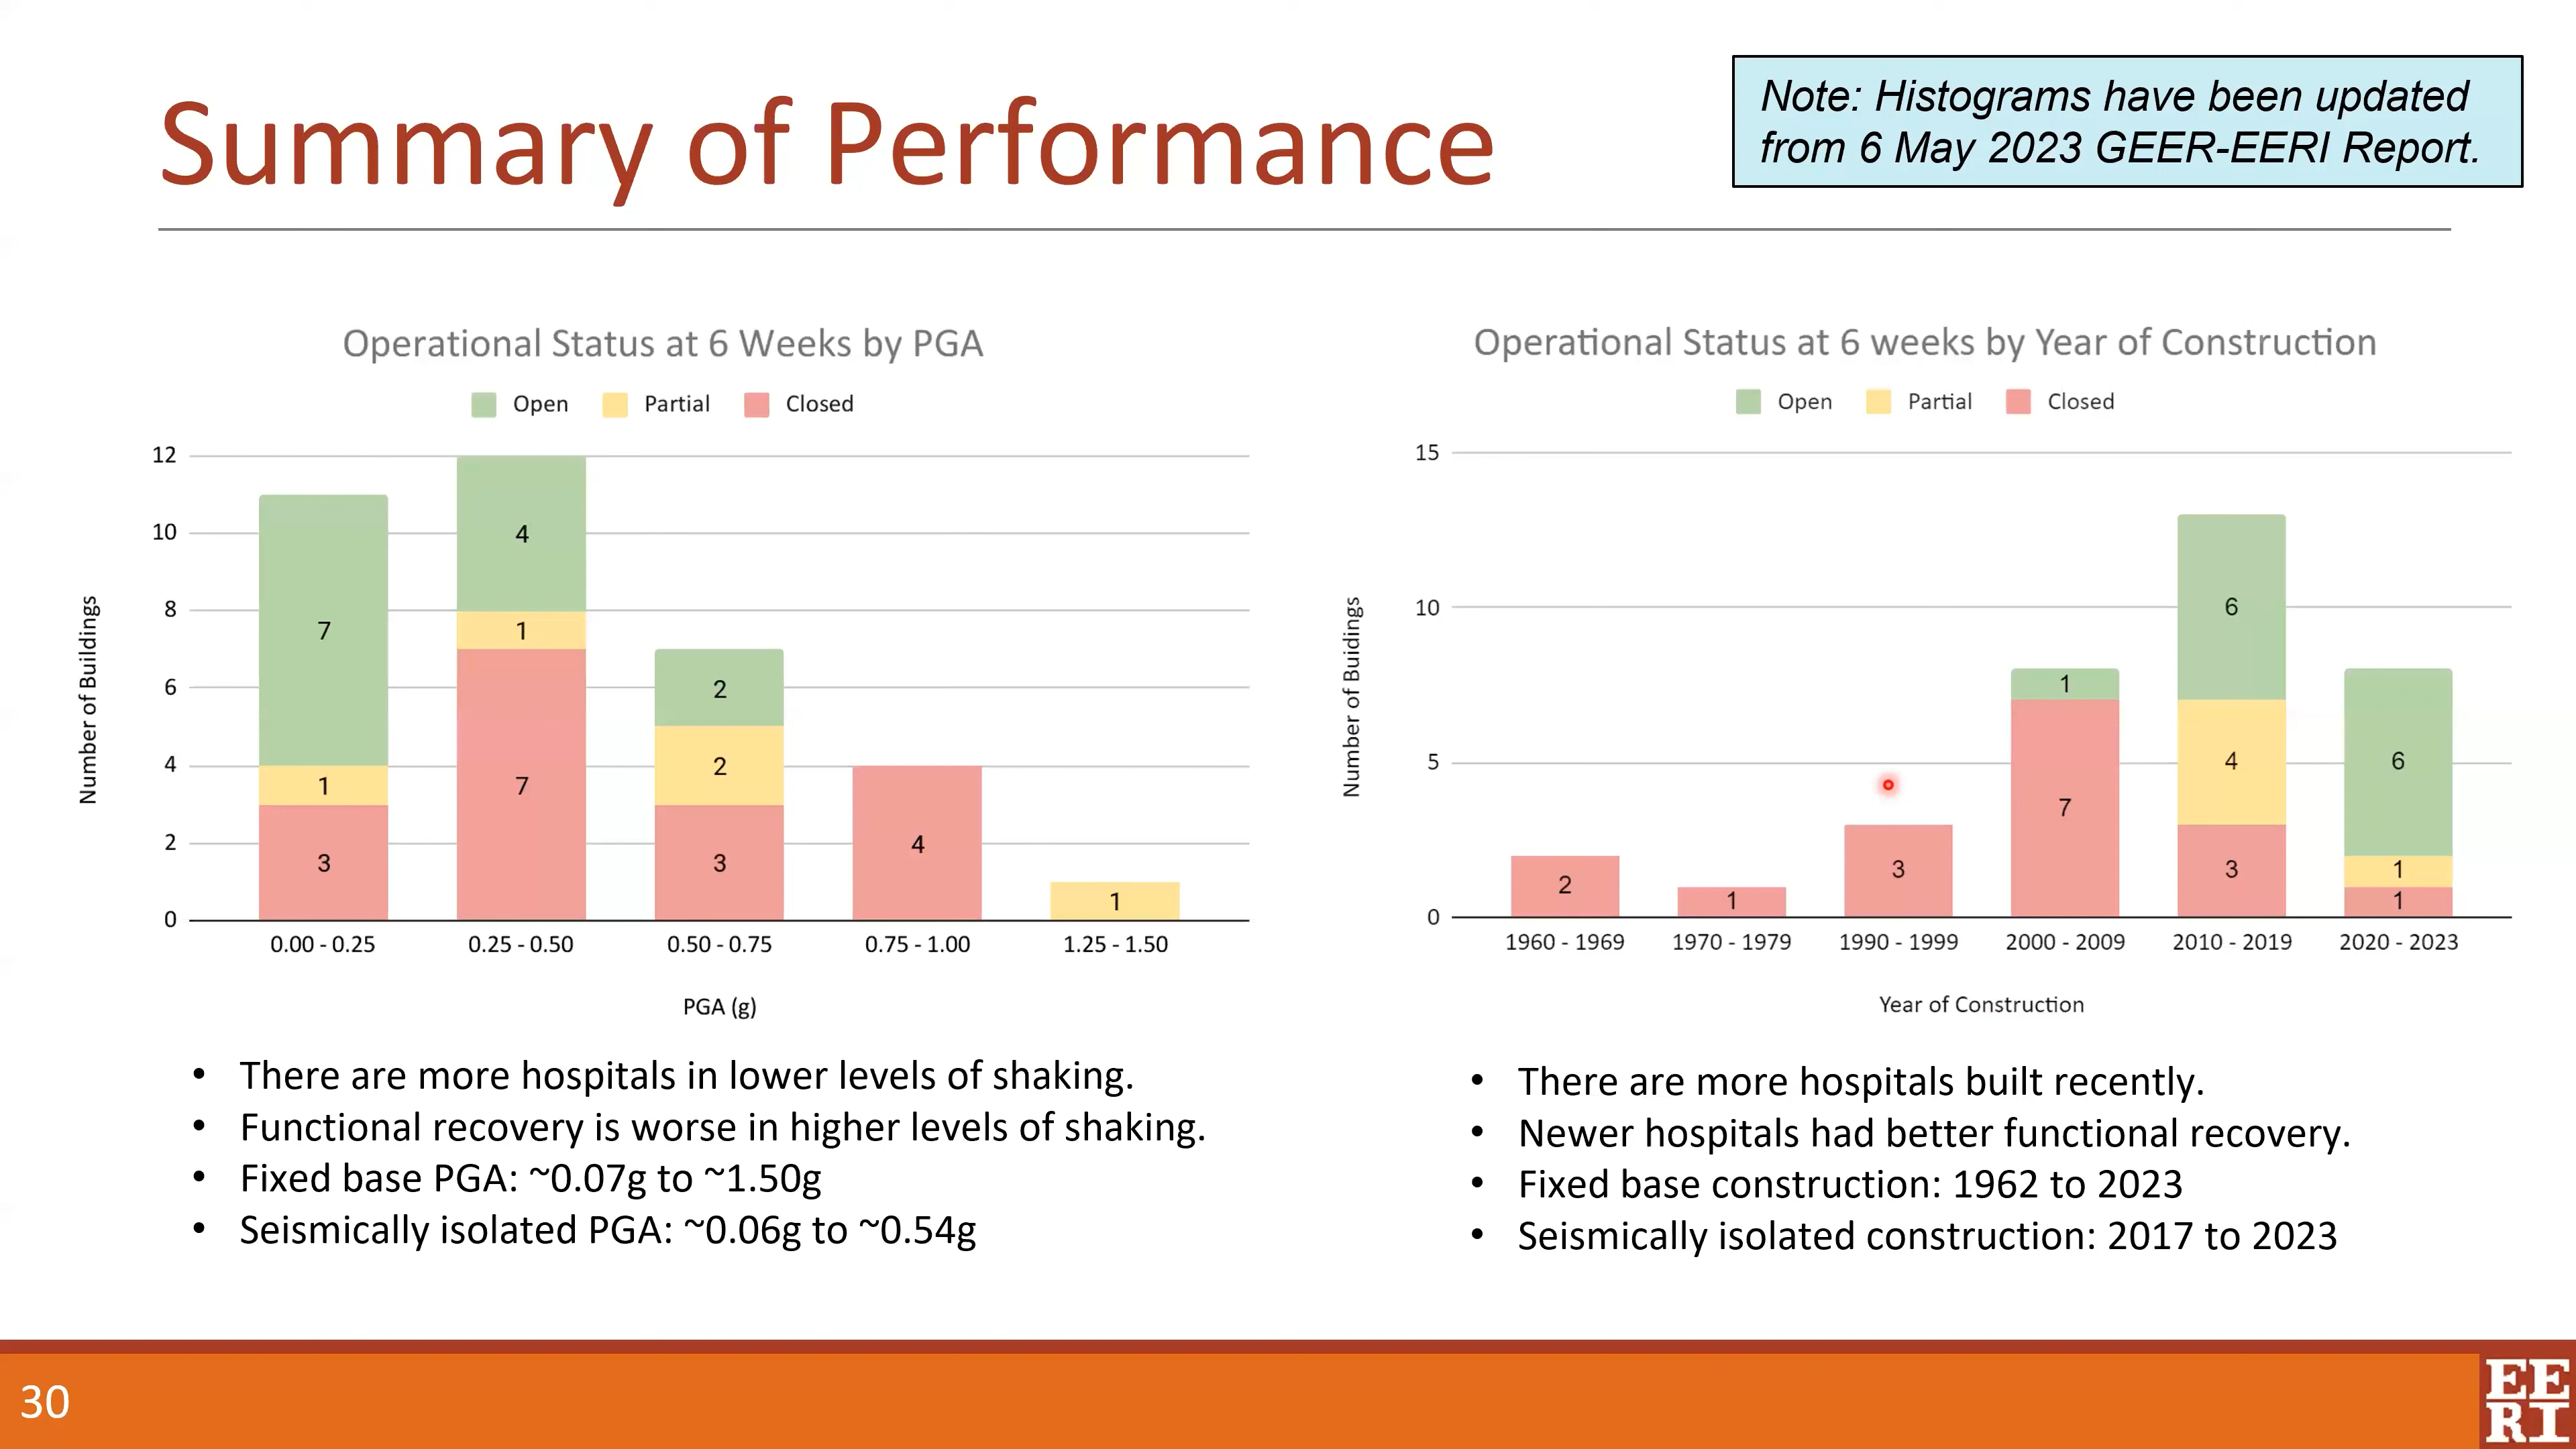 Summary of Performance
Note: Histograms have been updated
from 6 May 2023 GEER-EERI Report.
Operational Status at 6 Weeks by PGA
Open Partial Closed
Number of Buildings
12
10
8
6
4
2
0
7
1
3
4
1
7
2
2
3
4
1
0.00 - 0.25 0.25 - 0.50 0.50 - 0.75 0.75 - 1.00 1.25 - 1.50
PGA (g)
• There are more hospitals in lower levels of shaking.
• Functional recovery is worse in higher levels of shaking.
• Fixed base PGA: ~0.07g to ~1.50g
• Seismically isolated PGA: ~0.06g to ~0.54g
Operational Status at 6 weeks by Year of Construction
Open Partial Closed
Number of Buidings
15
10
5
0
2
1
3
1
7
6
4
3
6
1
1
1960 - 1969 1970 - 1979 1990 - 1999 2000 - 2009 2010 - 2019 2020 - 2023
Year of Construction
• There are more hospitals built recently.
• Newer hospitals had better functional recovery.
• Fixed base construction: 1962 to 2023
• Seismically isolated construction: 2017 to 2023
30
EE
RI